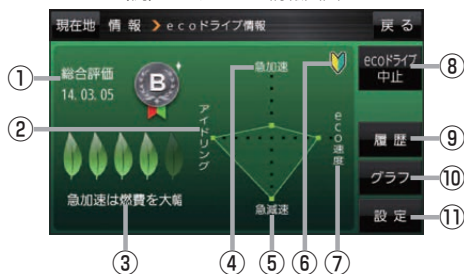 現在地 情報 > ecoドライブ情報 戻る
① 総合評価
14. 03. 05
B
② アイドリング
急加速は燃費を大幅
③
④ 急加速
⑤ 急減速
⑥
⑦ eco速度
⑧ ecoドライブ
中止
⑨ 履歴
⑩ グラフ
⑪ 設定